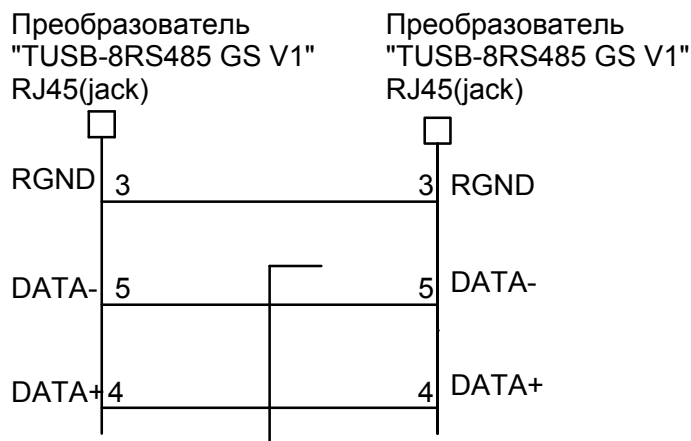 Преобразователь
"TUSB-8RS485 GS V1"
RJ45(jack)
Преобразователь
"TUSB-8RS485 GS V1"
RJ45(jack)
RGND 3
3 RGND
DATA- 5
5 DATA-
DATA+ 4
4 DATA+